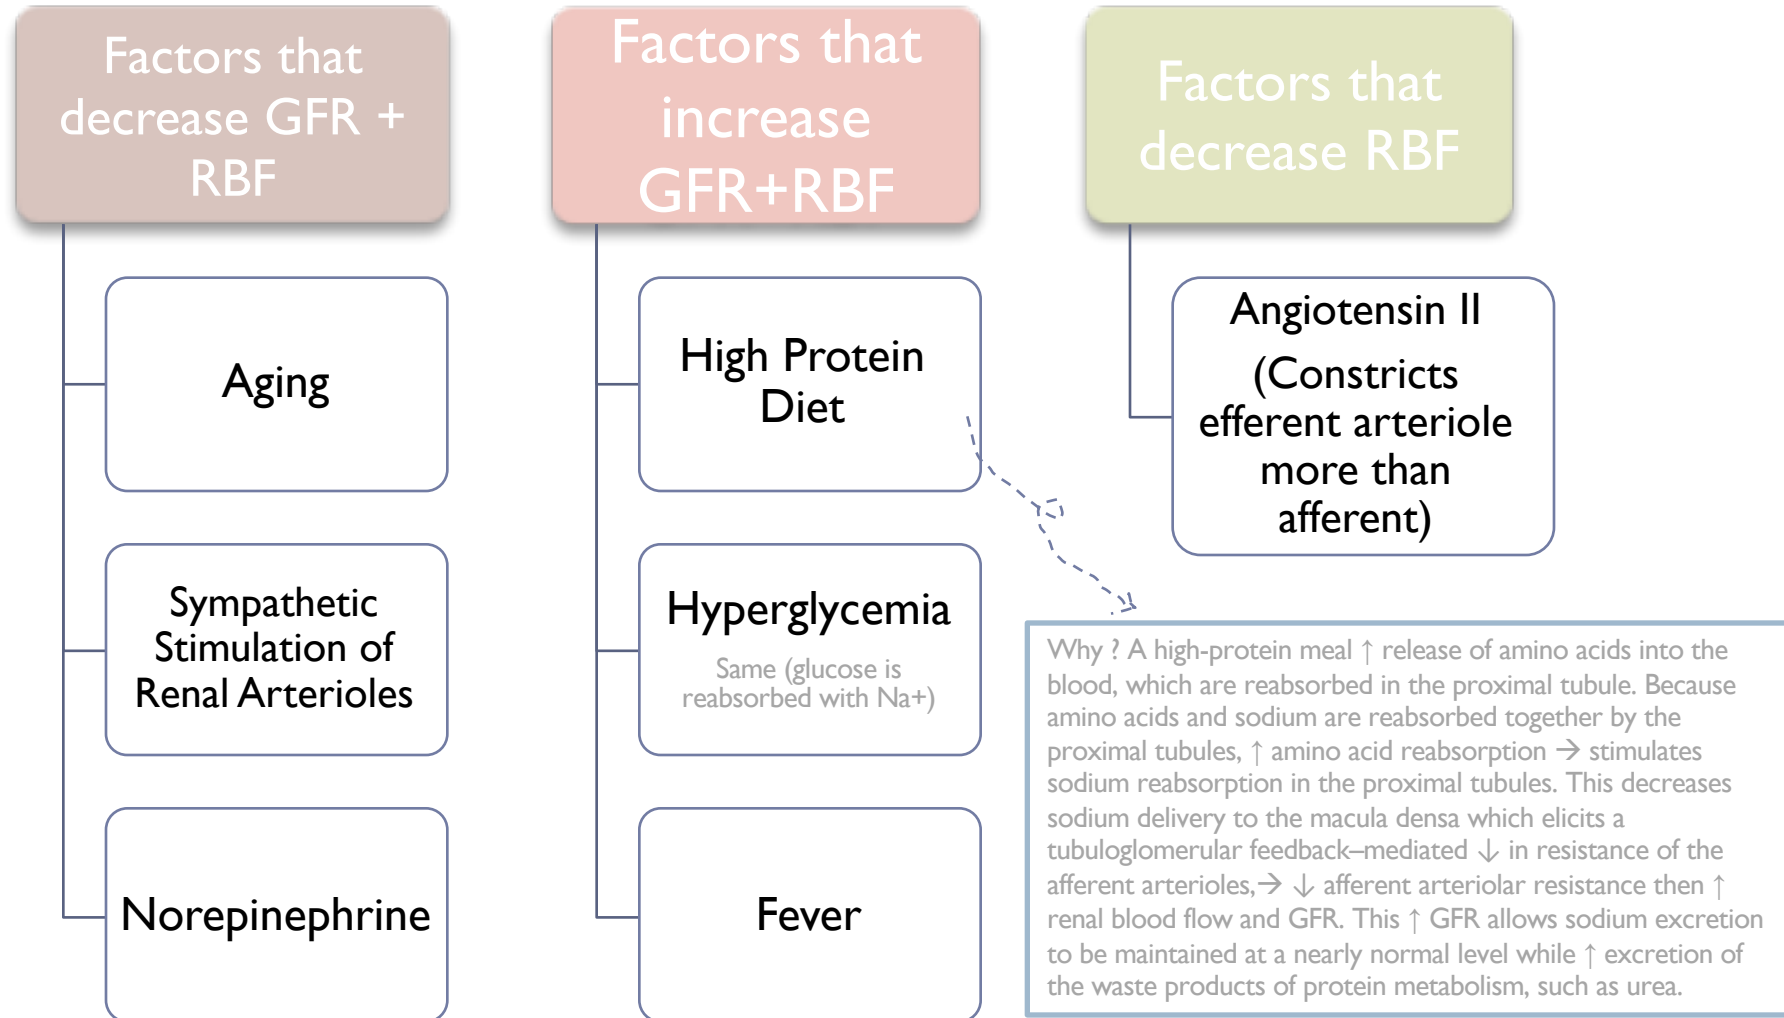 Factors that
decrease GFR +
RBF
Aging
Sympathetic
Stimulation of
Renal Arterioles
Norepinephrine
Factors that
increase
GFR+RBF
High Protein
Diet
Hyperglycemia
Same (glucose is
reabsorbed with Na+)
Fever
Factors that
decrease RBF
Angiotensin II
(Constricts
efferent arteriole
more than
afferent)
Why ? A high-protein meal ↑ release of amino acids into the
blood, which are reabsorbed in the proximal tubule. Because
amino acids and sodium are reabsorbed together by the
proximal tubules, ↑ amino acid reabsorption → stimulates
sodium reabsorption in the proximal tubules. This decreases
sodium delivery to the macula densa which elicits a
tubuloglomerular feedback–mediated ↓ in resistance of the
afferent arterioles,→ ↓ afferent arteriolar resistance then ↑
renal blood flow and GFR. This ↑ GFR allows sodium excretion
to be maintained at a nearly normal level while ↑ excretion of
the waste products of protein metabolism, such as urea.